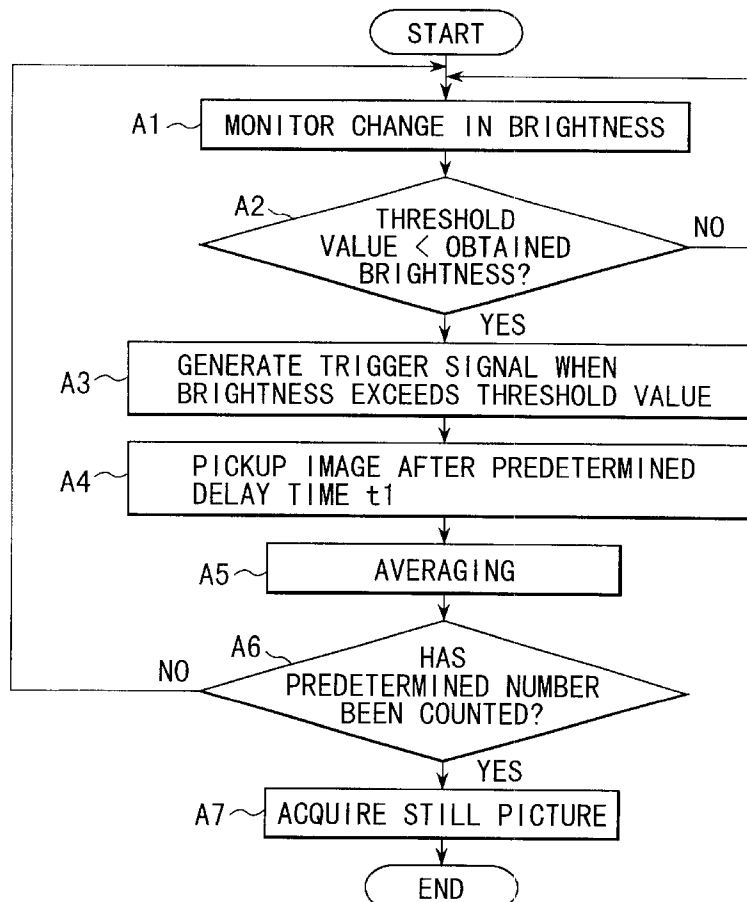 START
A1
MONITOR CHANGE IN BRIGHTNESS
A2
THRESHOLD
VALUE < OBTAINED
BRIGHTNESS?
NO
YES
A3
GENERATE TRIGGER SIGNAL WHEN
BRIGHTNESS EXCEEDS THRESHOLD VALUE
A4
PICKUP IMAGE AFTER PREDETERMINED
DELAY TIME t1
A5
AVERAGING
A6
HAS
PREDETERMINED NUMBER
BEEN COUNTED?
NO
YES
A7
ACQUIRE STILL PICTURE
END